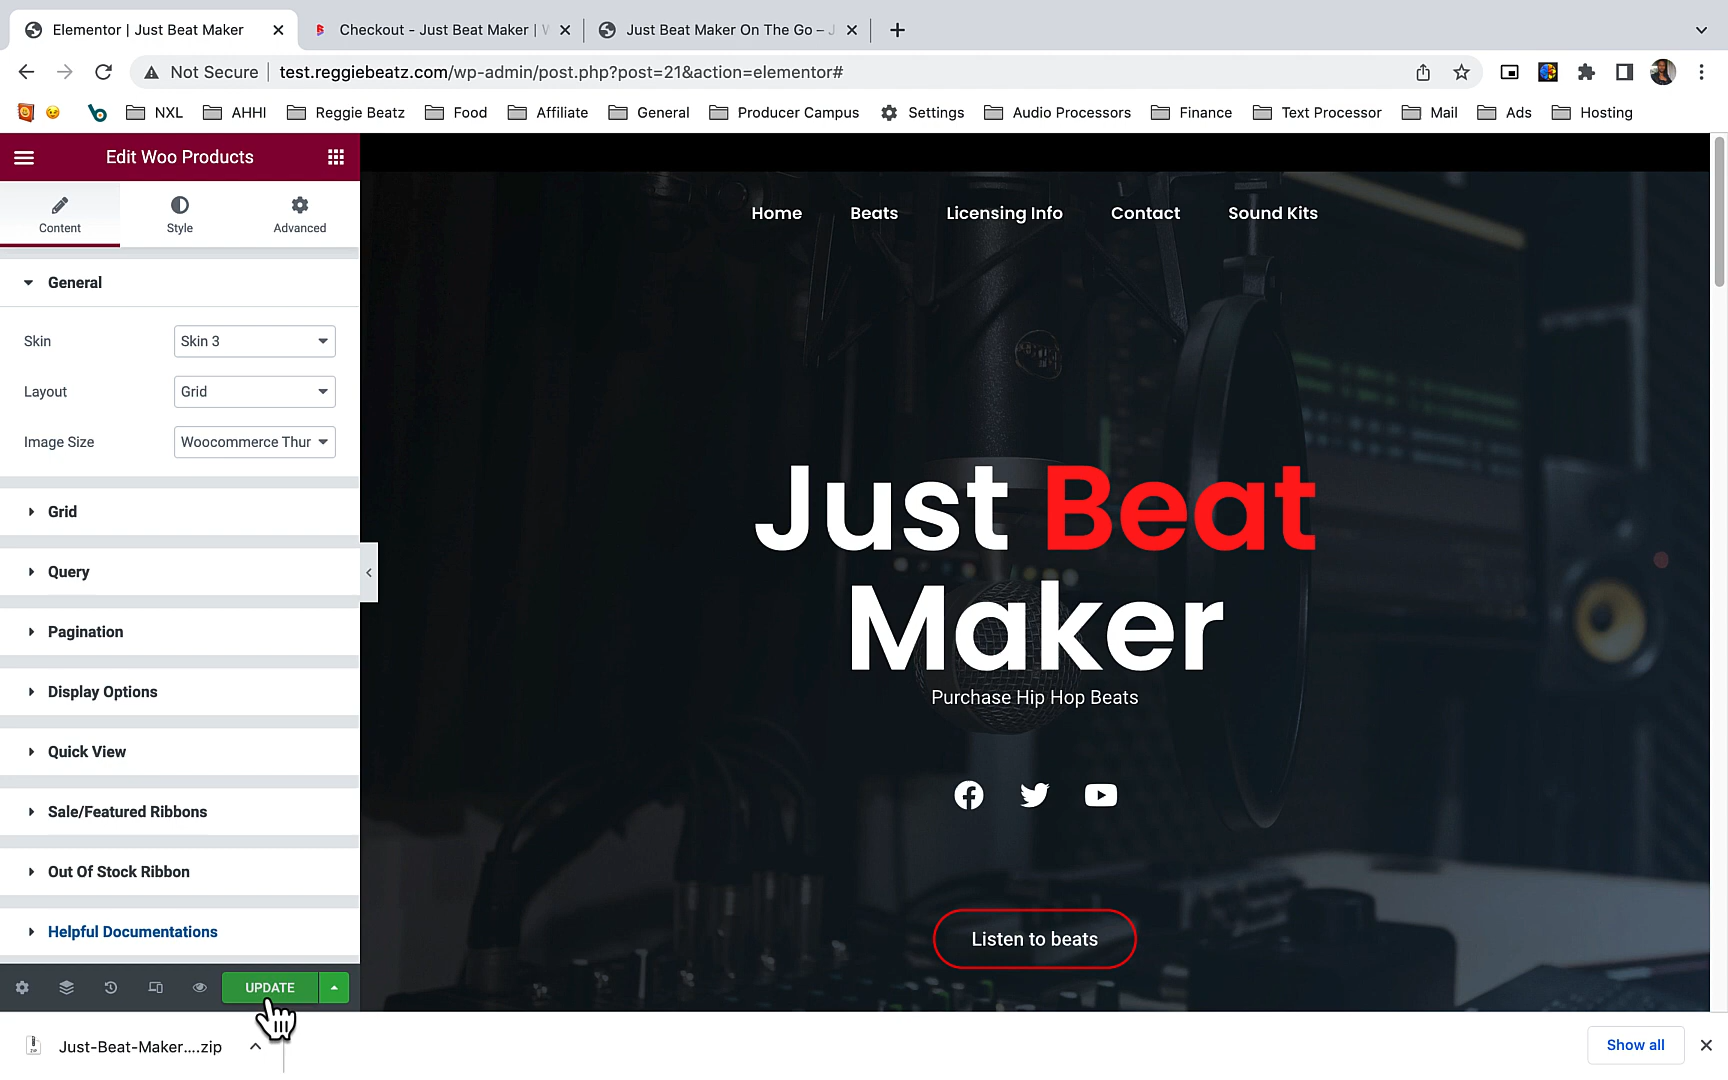 Elementor | Just Beat Maker
Checkout - Just Beat Maker |
Just Beat Maker On The Go –
Not Secure | test.reggiebeatz.com/wp-admin/post.php?post=21&action=elementor#
NXL
AHHI
Reggie Beatz
Food
Affiliate
General
Producer Campus
Settings
Audio Processors
Finance
Text Processor
Mail
Ads
Hosting
Edit Woo Products
Content
Style
Advanced
General
Skin
Skin 3
Layout
Grid
Image Size
Woocommerce Thur
Grid
Query
Pagination
Display Options
Quick View
Sale/Featured Ribbons
Out Of Stock Ribbon
Helpful Documentations
UPDATE
Home
Beats
Licensing Info
Contact
Sound Kits
Just Beat
Maker
Purchase Hip Hop Beats
Listen to beats
Just-Beat-Maker....zip
Show all